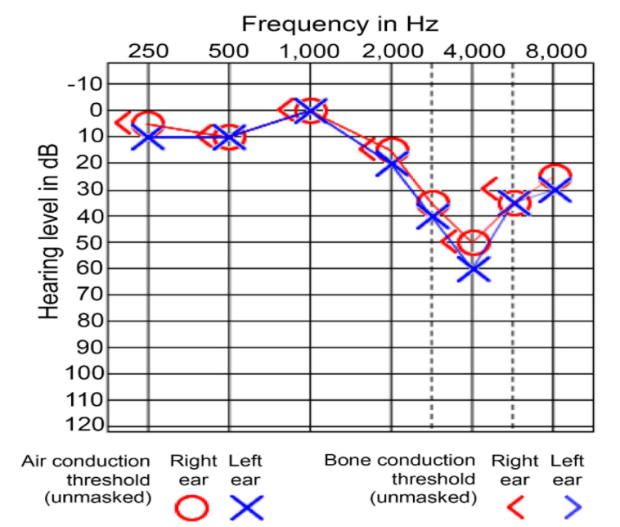 Frequency in Hz
250 500 1,000 2,000 4,000 8,000
Hearing level in dB
-10
0
10
20
30
40
50
60
70
80
90
100
110
120
Air conduction threshold (unmasked)
Right ear
Left ear
Bone conduction threshold (unmasked)
Right ear
Left ear